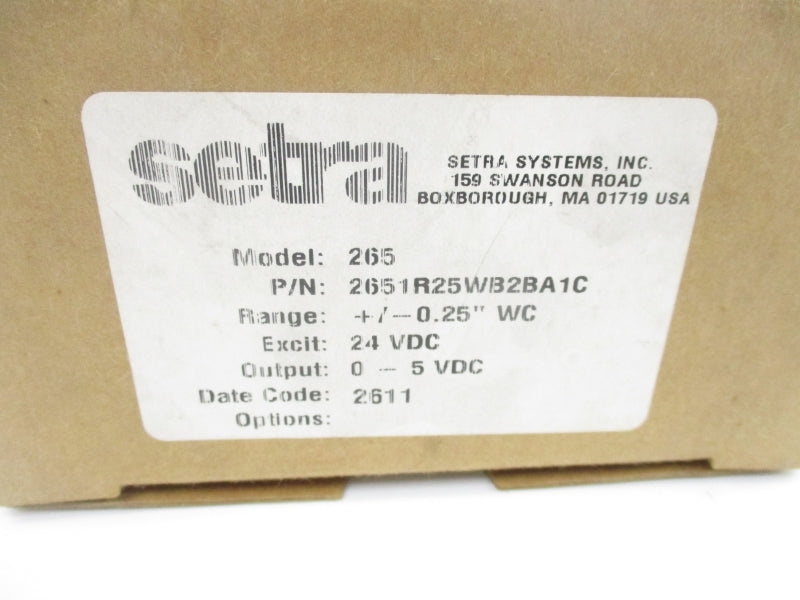 setra
SETRA SYSTEMS, INC.
159 SWANSON ROAD
BOXBOROUGH, MA 01719 USA
Model: 265
P/N: 2651R25WB2BA1C
Range: +/-0.25" WC
Excit: 24 VDC
Output: 0 - 5 VDC
Date Code: 2611
Options: